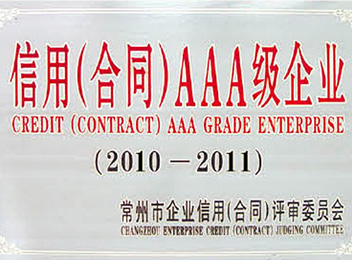 信用(合同)AAA级企业
CREDIT (CONTRACT) AAA GRADE ENTERPRISE
(2010－2011)
常州市企业信用(合同)评审委员会
CHANGZHOU ENTERPRISE CREDIT (CONTRACT) JUDGING COMMITTEE